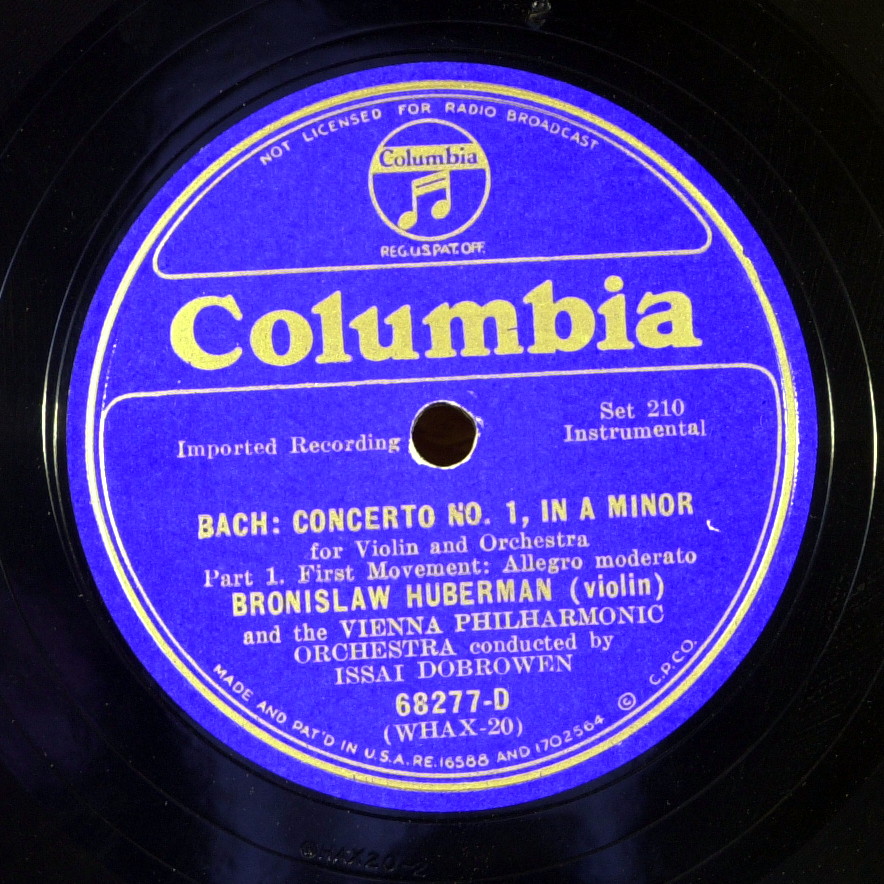 NOT LICENSED FOR RADIO BROADCAST
Columbia
REG.U.S.PAT.OFF.
Columbia
Imported Recording
Set 210
Instrumental
BACH: CONCERTO NO. 1, IN A MINOR
for Violin and Orchestra
Part 1. First Movement: Allegro moderato
BRONISLAW HUBERMAN (violin)
and the VIENNA PHILHARMONIC
ORCHESTRA conducted by
ISSAI DOBROWEN
68277-D
(WHAX-20)
MADE AND PAT'D IN U.S.A. RE.16588 AND 1702564 © C.P.CO.